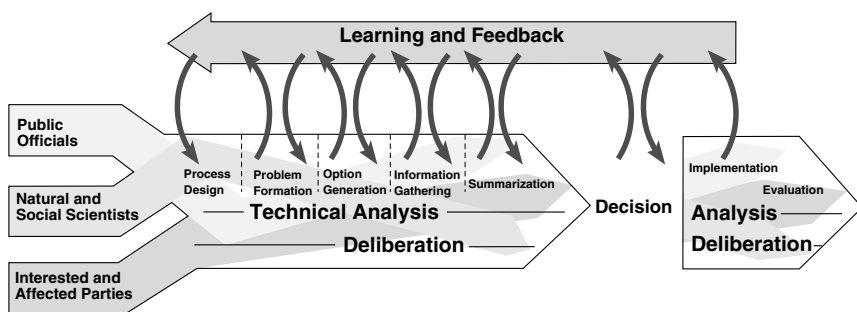 Learning and Feedback
Public
Officials
Natural and
Social Scientists
Interested and
Affected Parties
Process
Design
Problem
Formation
Option
Generation
Information
Gathering
Summarization
Technical Analysis
Deliberation
Decision
Implementation
Evaluation
Analysis
Deliberation